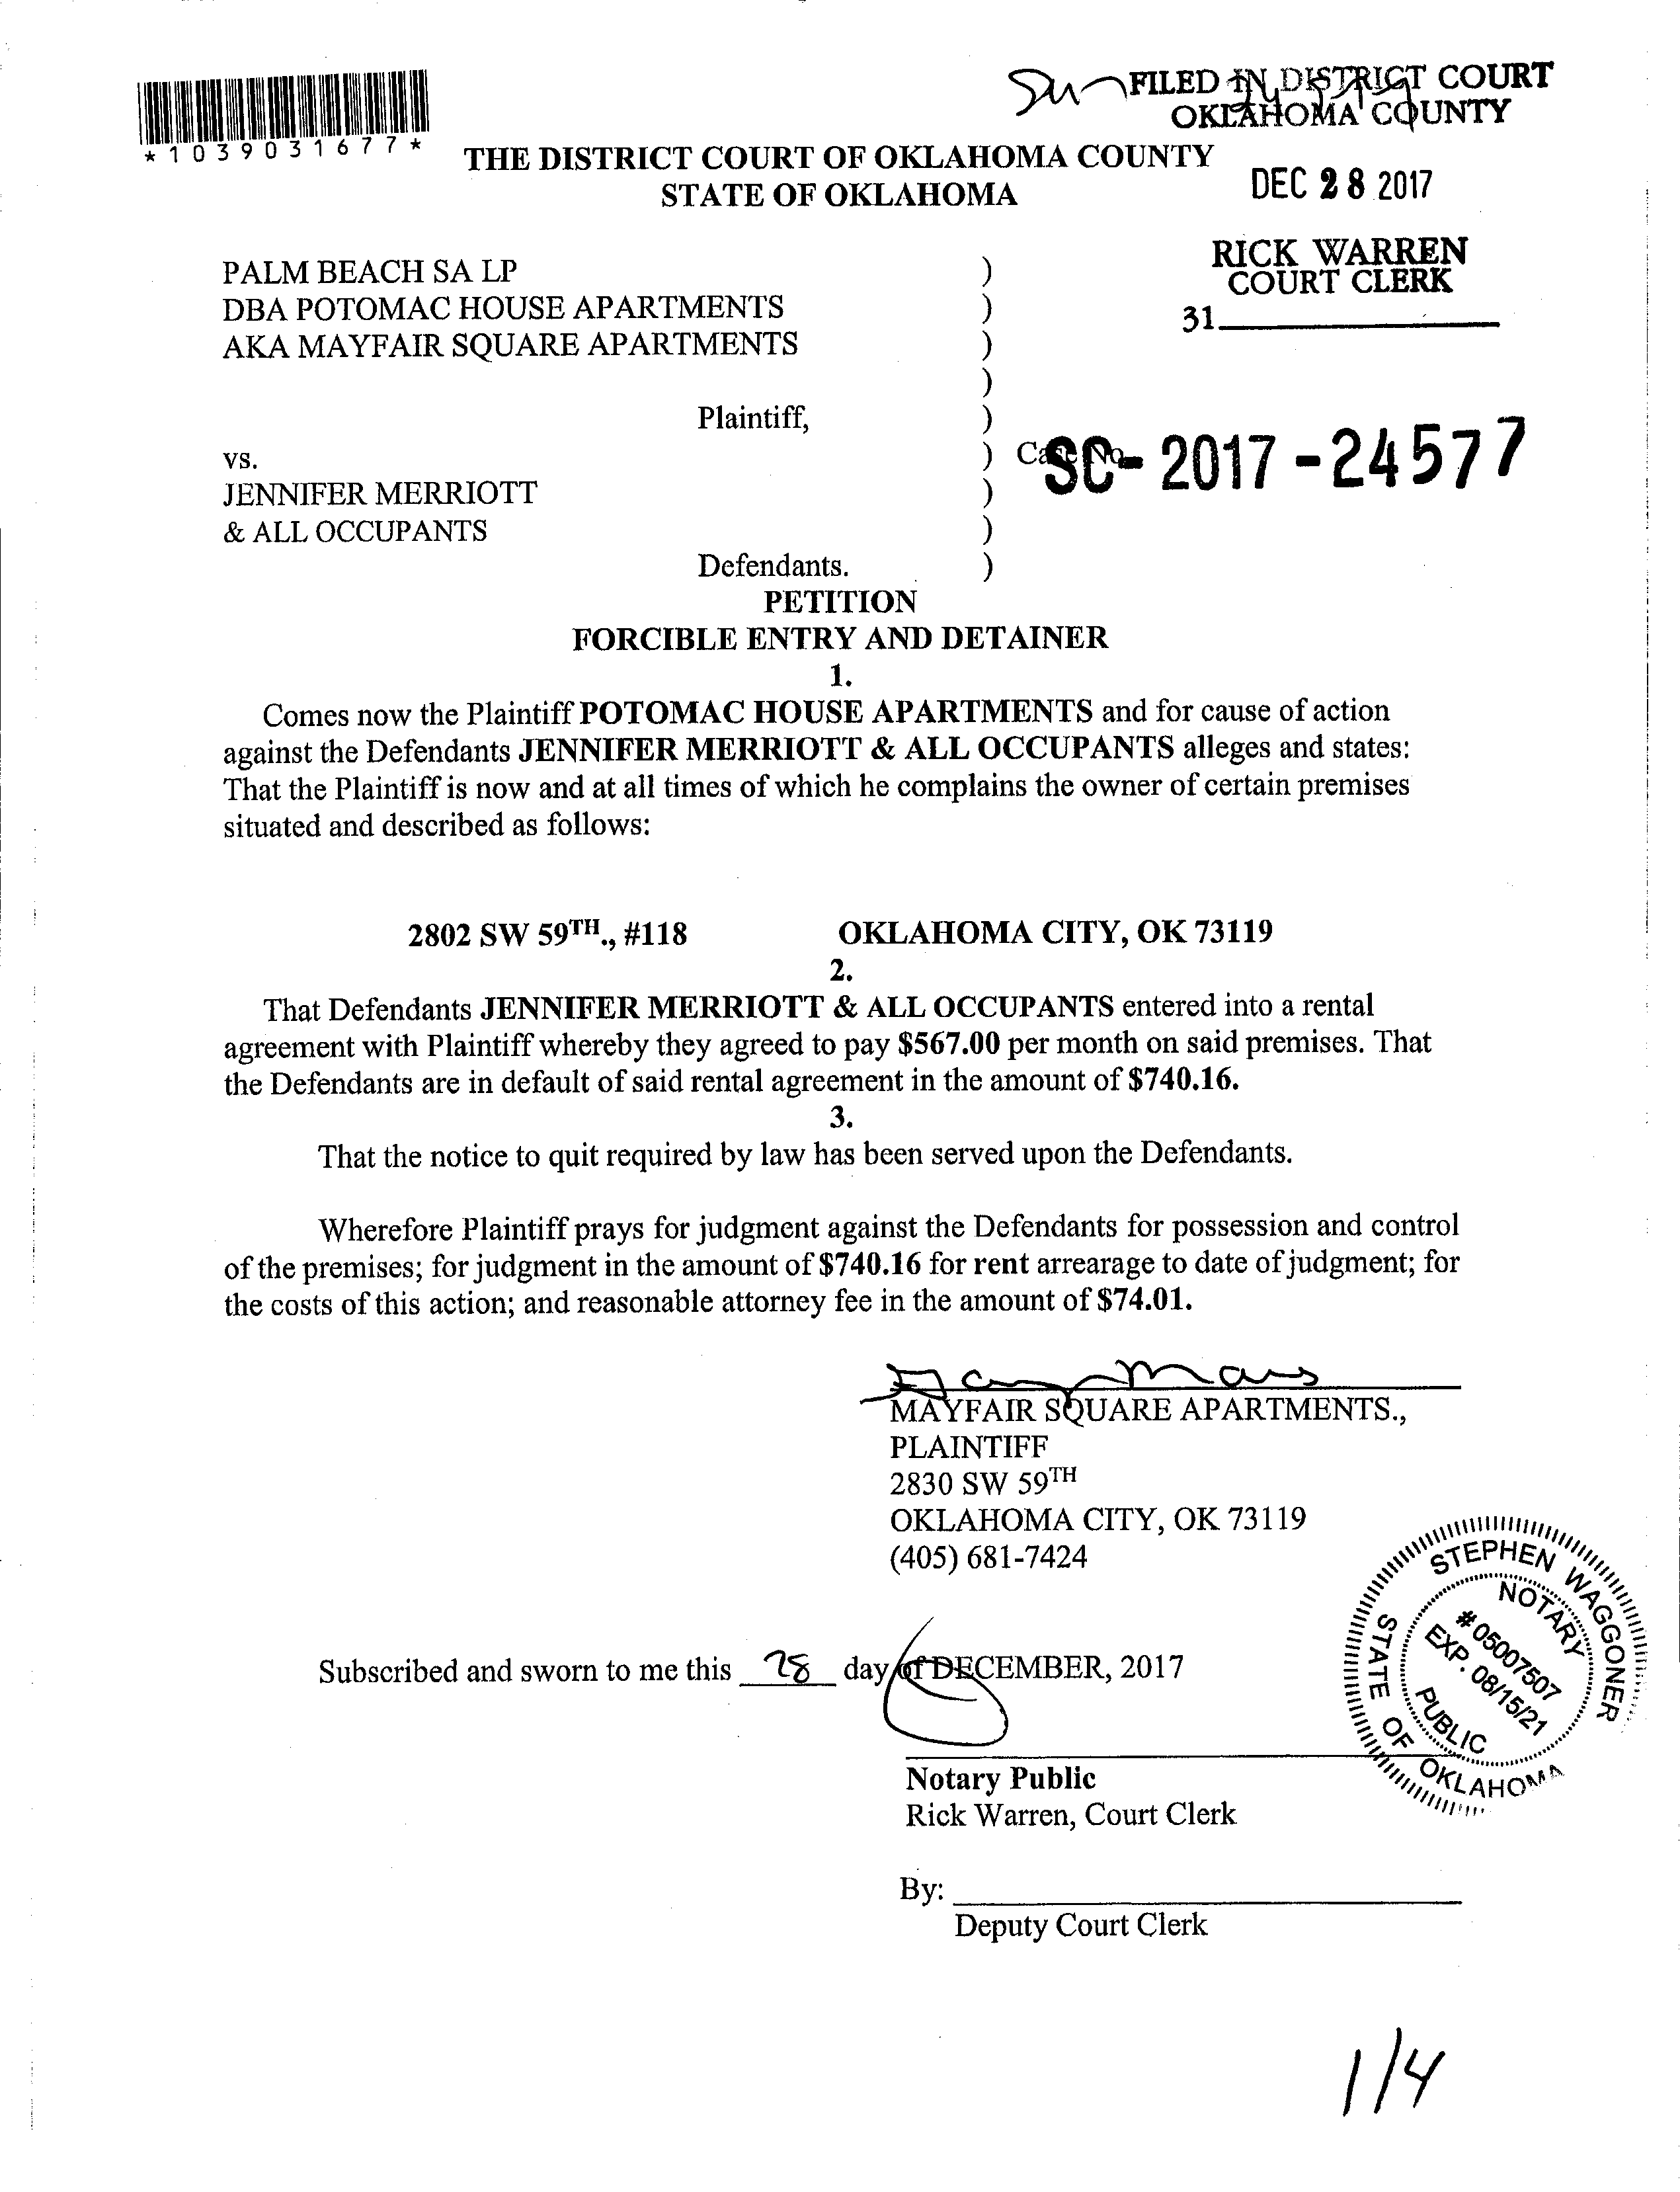 FILED IN DISTRICT COURT
OKLAHOMA COUNTY
*1039031677*
THE DISTRICT COURT OF OKLAHOMA COUNTY
STATE OF OKLAHOMA
DEC 28 2017
RICK WARREN
COURT CLERK
31
PALM BEACH SA LP )
DBA POTOMAC HOUSE APARTMENTS )
AKA MAYFAIR SQUARE APARTMENTS )
)
Plaintiff, )
vs. ) Case No.
SC-2017-24577
JENNIFER MERRIOTT )
& ALL OCCUPANTS )
Defendants. )
PETITION
FORCIBLE ENTRY AND DETAINER
1.
Comes now the Plaintiff POTOMAC HOUSE APARTMENTS and for cause of action
against the Defendants JENNIFER MERRIOTT & ALL OCCUPANTS alleges and states:
That the Plaintiff is now and at all times of which he complains the owner of certain premises
situated and described as follows:
2802 SW 59TH., #118 OKLAHOMA CITY, OK 73119
2.
That Defendants JENNIFER MERRIOTT & ALL OCCUPANTS entered into a rental
agreement with Plaintiff whereby they agreed to pay $567.00 per month on said premises. That
the Defendants are in default of said rental agreement in the amount of $740.16.
3.
That the notice to quit required by law has been served upon the Defendants.
Wherefore Plaintiff prays for judgment against the Defendants for possession and control
of the premises; for judgment in the amount of $740.16 for rent arrearage to date of judgment; for
the costs of this action; and reasonable attorney fee in the amount of $74.01.
MAYFAIR SQUARE APARTMENTS.,
PLAINTIFF
2830 SW 59TH
OKLAHOMA CITY, OK 73119
(405) 681-7424
STEPHEN WAGGONER
NOTARY
#05007507
EXP. 08/15/21
PUBLIC
STATE OF OKLAHOMA
Subscribed and sworn to me this 28 day of DECEMBER, 2017
Notary Public
Rick Warren, Court Clerk
By:
Deputy Court Clerk
1/4